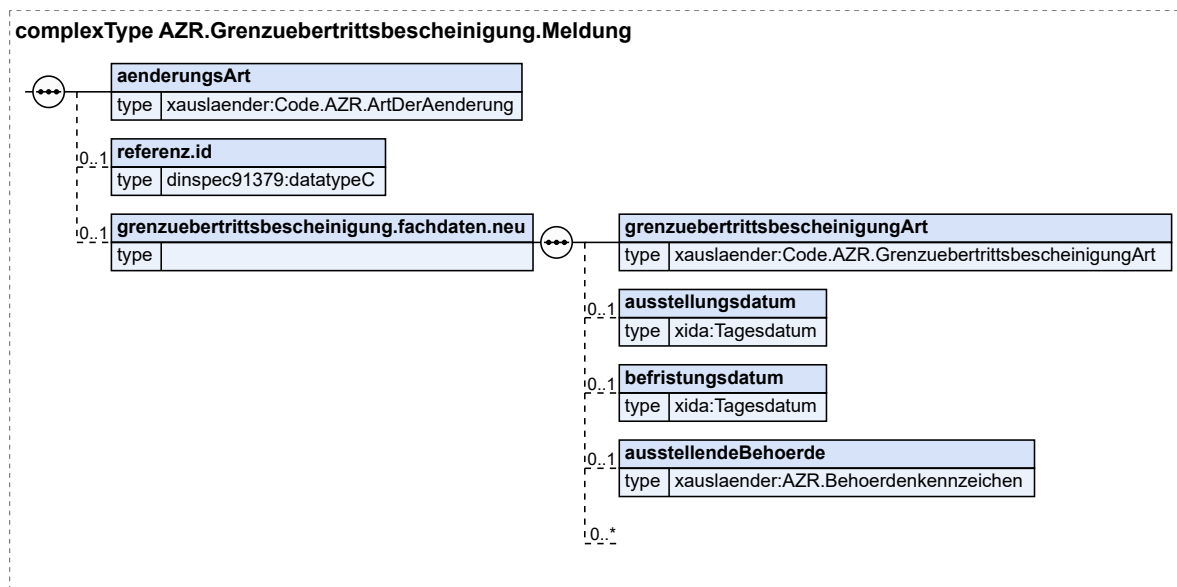 complexType AZR.Grenzuebertrittsbescheinigung.Meldung
aenderungsArt
type xauslaender:Code.AZR.ArtDerAenderung
0..1 referenz.id
type dinspec91379:datatypeC
0..1 grenzuebertrittsbescheinigung.fachdaten.neu
type
grenzuebertrittsbescheinigungArt
type xauslaender:Code.AZR.GrenzuebertrittsbescheinigungArt
0..1 ausstellungsdatum
type xida:Tagesdatum
0..1 befristungsdatum
type xida:Tagesdatum
0..1 ausstellendeBehoerde
type xauslaender:AZR.Behoerdenkennzeichen
0..*